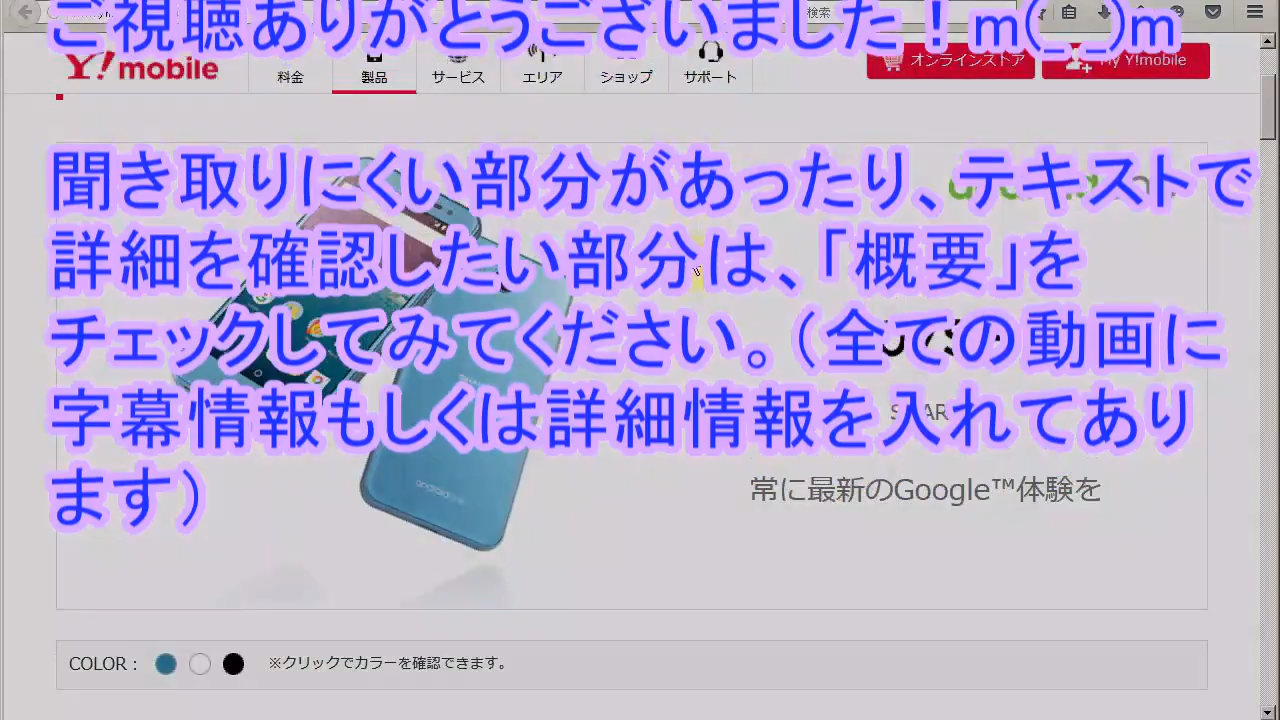 ご視聴ありがとうございました！m(_ _)m
検索
Y!mobile
料金
製品
サービス
エリア
ショップ
サポート
オンラインストア
My Y!mobile
聞き取りにくい部分があったり、テキストで
詳細を確認したい部分は、「概要」を
チェックしてみてください。（全ての動画に
字幕情報もしくは詳細情報を入れてあり
ます）
androidone
常に最新のGoogle™体験を
COLOR :
※クリックでカラーを確認できます。